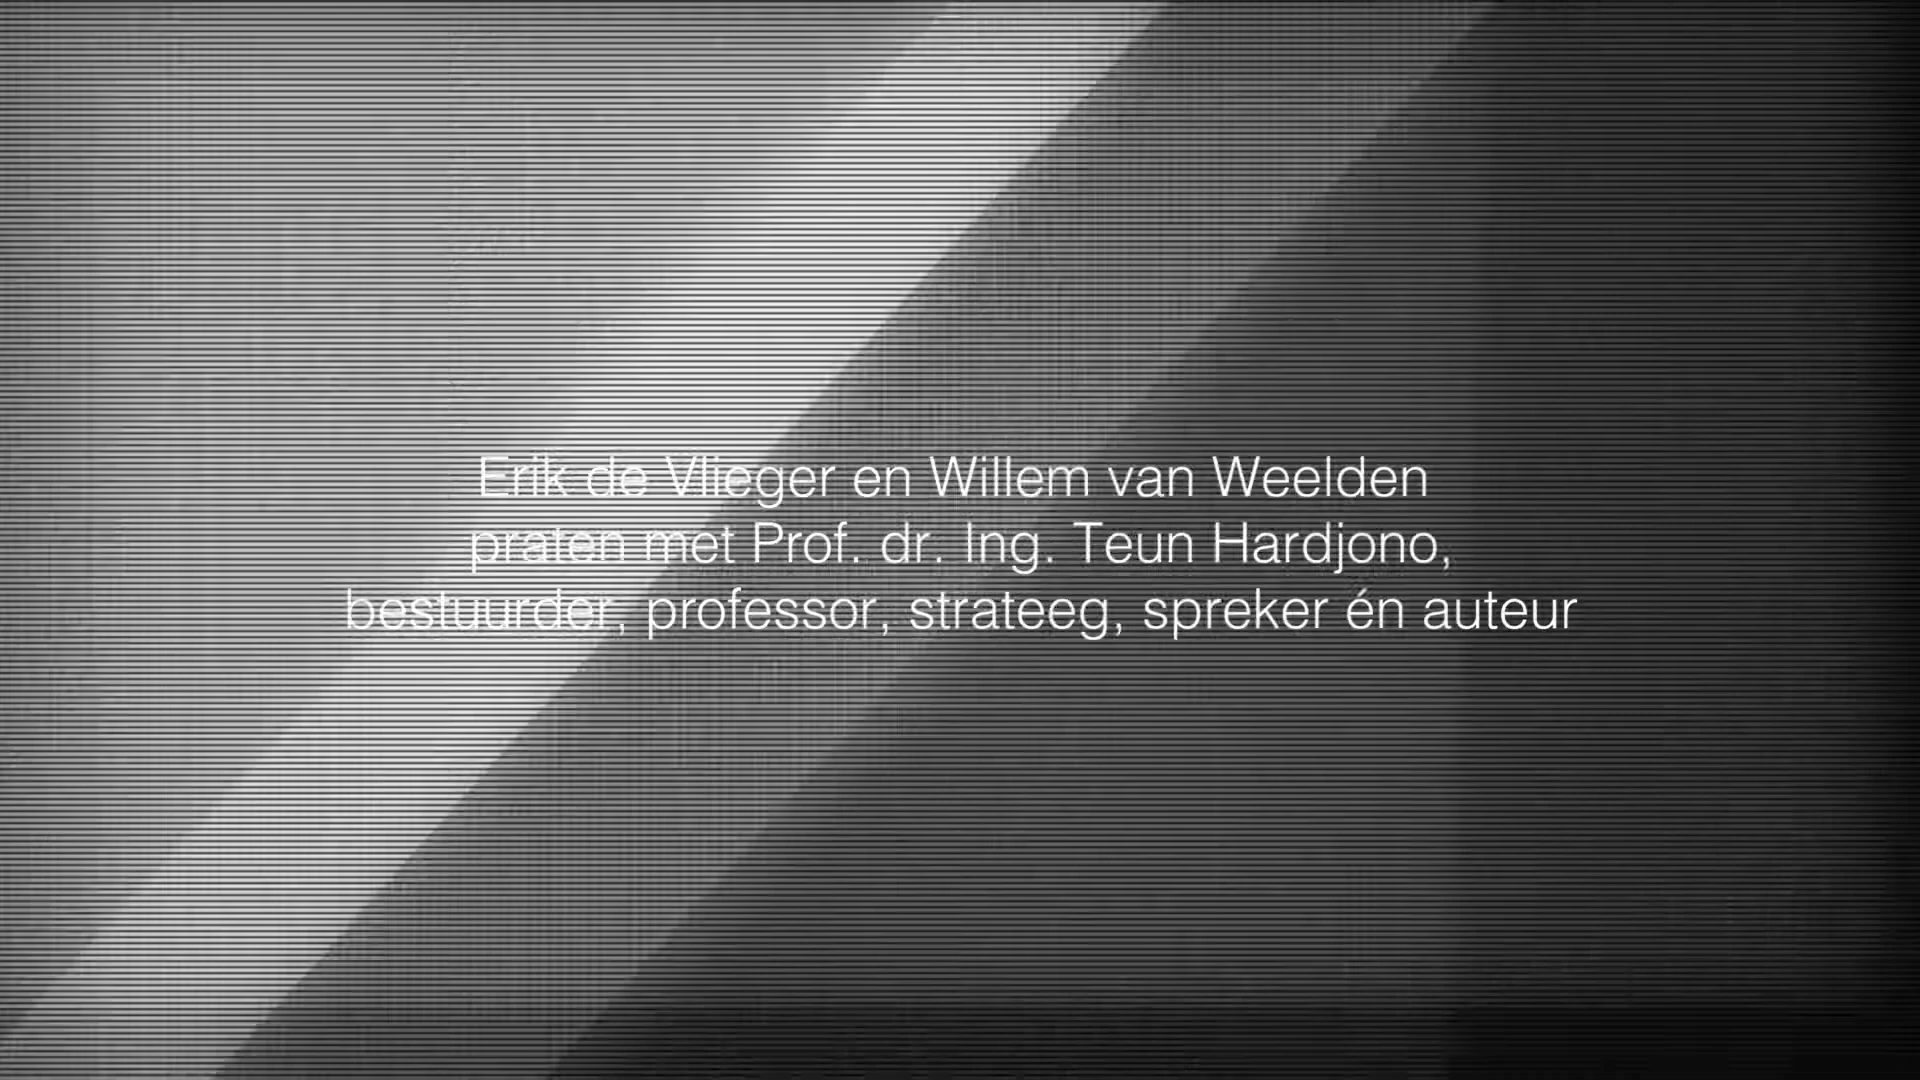 Erik de Vlieger en Willem van Weelden
praten met Prof. dr. Ing. Teun Hardjono,
bestuurder, professor, strateeg, spreker én auteur